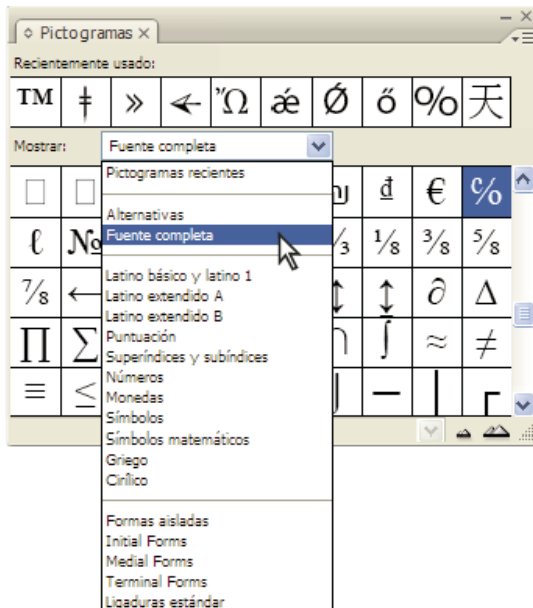 Pictogramas
Recientemente usado:
TM ǂ » Ὤ ǽ Ǿ ő % 天
Mostrar: Fuente completa
Pictogramas recientes
₫ € ℅
Alternativas
Fuente completa
ℓ № ⅓ ⅛ ⅜ ⅝
Latino básico y latino 1
⅞ ← ↕ ↨ ∂ ∆
Latino extendido A
Latino extendido B
Puntuación
∏ ∑ ∩ ∫ ≈ ≠
Superíndices y subíndices
Números
Monedas
≡ ≤ ─ │ ┌
Símbolos
Símbolos matemáticos
Griego
Cirílico
Formas aisladas
Initial Forms
Medial Forms
Terminal Forms
Ligaduras estándar